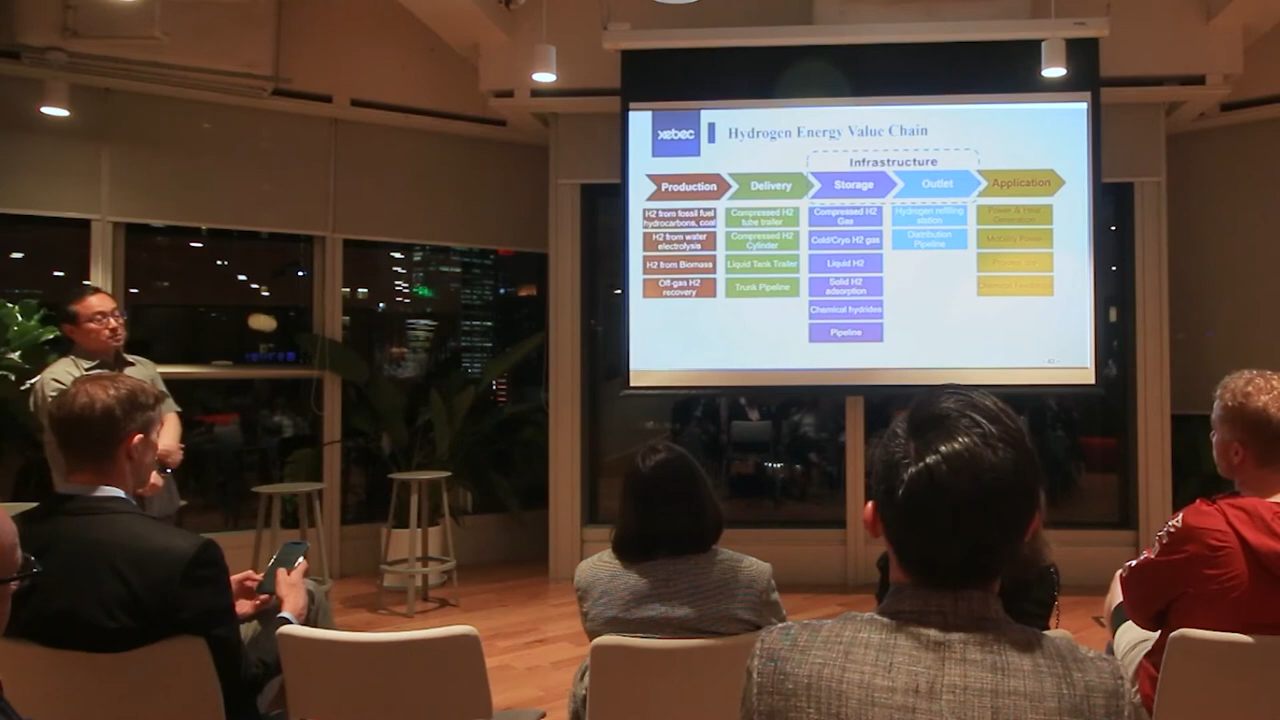 xebec
Hydrogen Energy Value Chain
Infrastructure
Production
Delivery
Storage
Outlet
Application
H2 from fossil fuel
hydrocarbons, coal
H2 from water
electrolysis
H2 from Biomass
Off-gas H2
recovery
Compressed H2
tube trailer
Compressed H2
Cylinder
Liquid Tank Trailer
Trunk Pipeline
Compressed H2
Gas
Cold/Cryo H2 gas
Liquid H2
Solid H2
adsorption
Chemical hydrides
Pipeline
Hydrogen refilling
station
Distribution
Pipeline
Power & Heat
Generation
Mobility Power
Chemical Feedstock